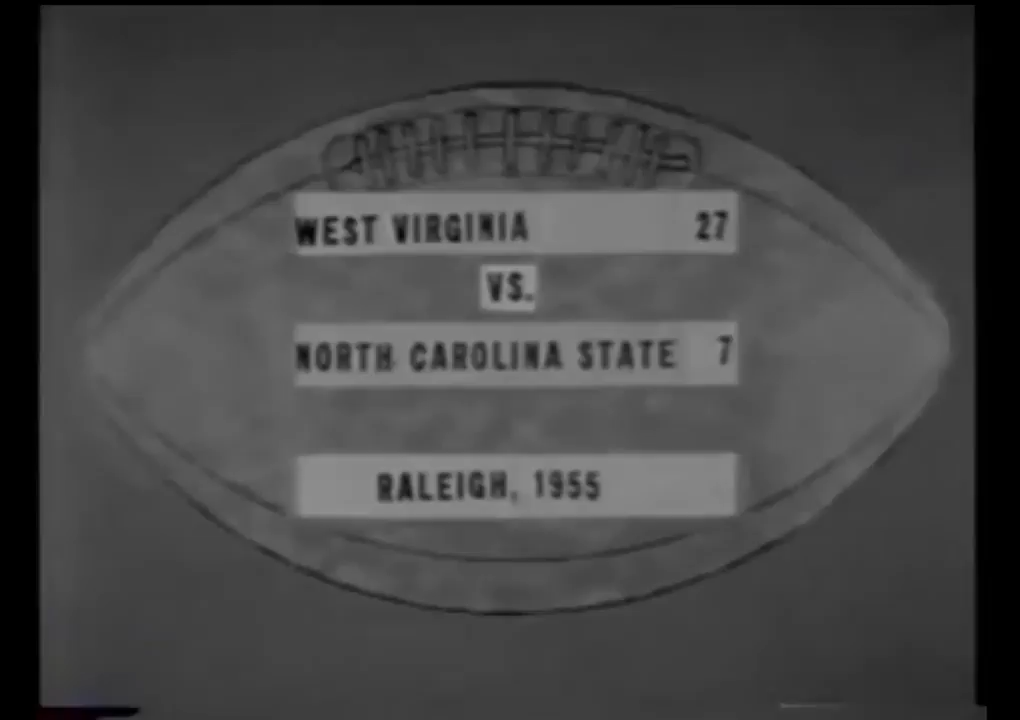 WEST VIRGINIA 27
VS.
NORTH CAROLINA STATE 7
RALEIGH, 1955